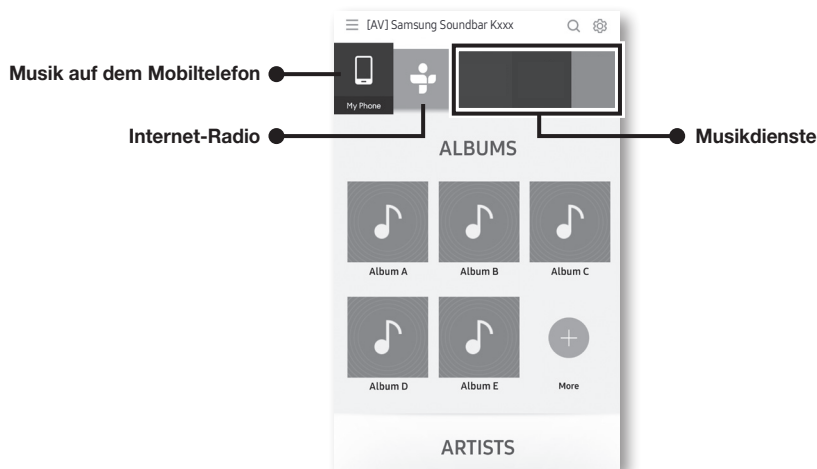 [AV] Samsung Soundbar Kxxx
Musik auf dem Mobiltelefon
My Phone
Internet-Radio
Musikdienste
ALBUMS
Album A
Album B
Album C
Album D
Album E
More
ARTISTS